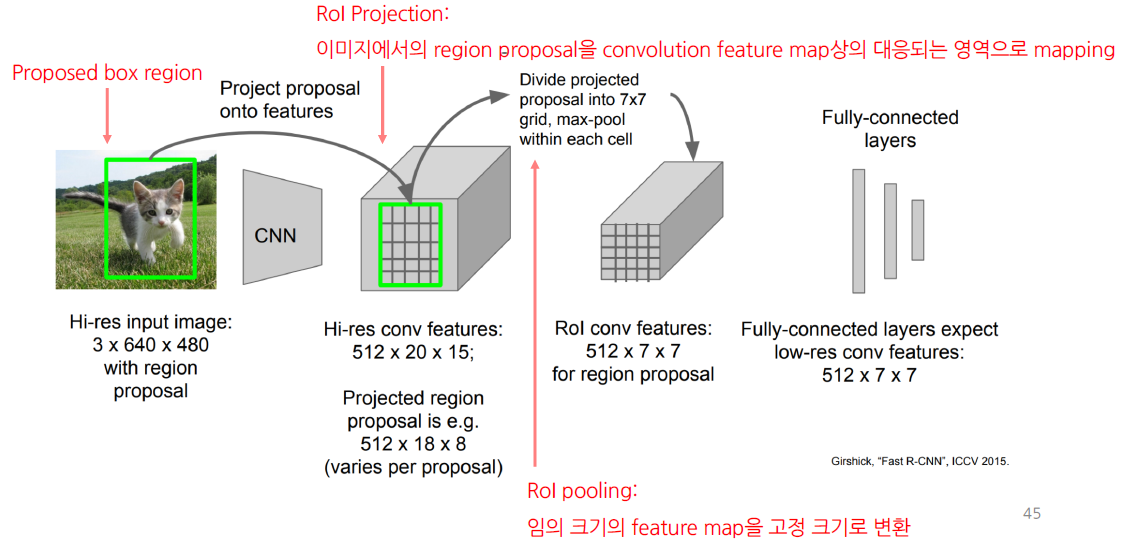 RoI Projection:
이미지에서의 region proposal을 convolution feature map상의 대응되는 영역으로 mapping
Proposed box region
Project proposal
onto features
Divide projected
proposal into 7x7
grid, max-pool
within each cell
Fully-connected
layers
CNN
Hi-res input image:
3 x 640 x 480
with region
proposal
Hi-res conv features:
512 x 20 x 15;
Projected region
proposal is e.g.
512 x 18 x 8
(varies per proposal)
RoI conv features:
512 x 7 x 7
for region proposal
Fully-connected layers expect
low-res conv features:
512 x 7 x 7
Girshick, "Fast R-CNN", ICCV 2015.
RoI pooling:
임의 크기의 feature map을 고정 크기로 변환
45